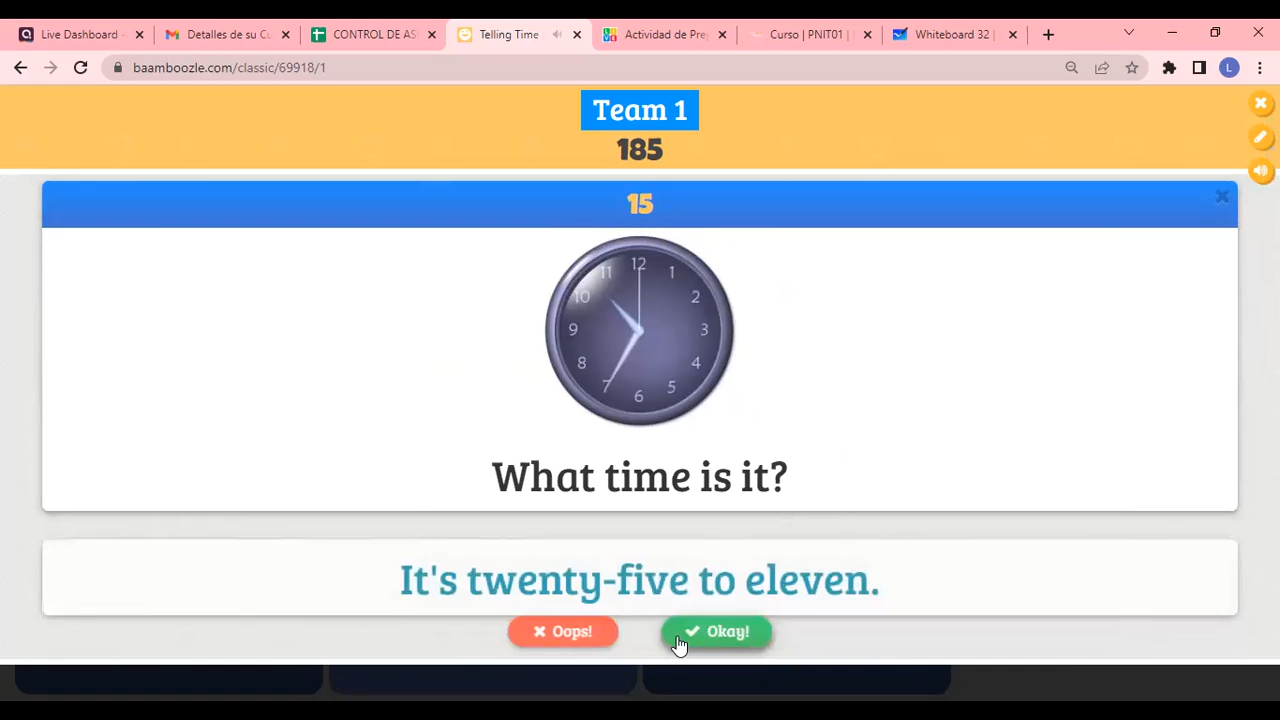 Live Dashboard -
Detalles de su Cu
CONTROL DE AS
Telling Time
Actividad de Pre
Curso | PNIT01 |
Whiteboard 32 |
baamboozle.com/classic/69918/1
L
Team 1
185
15
12
11 1
10 2
9 3
8 4
7 5
6
What time is it?
It's twenty-five to eleven.
Oops! Okay!